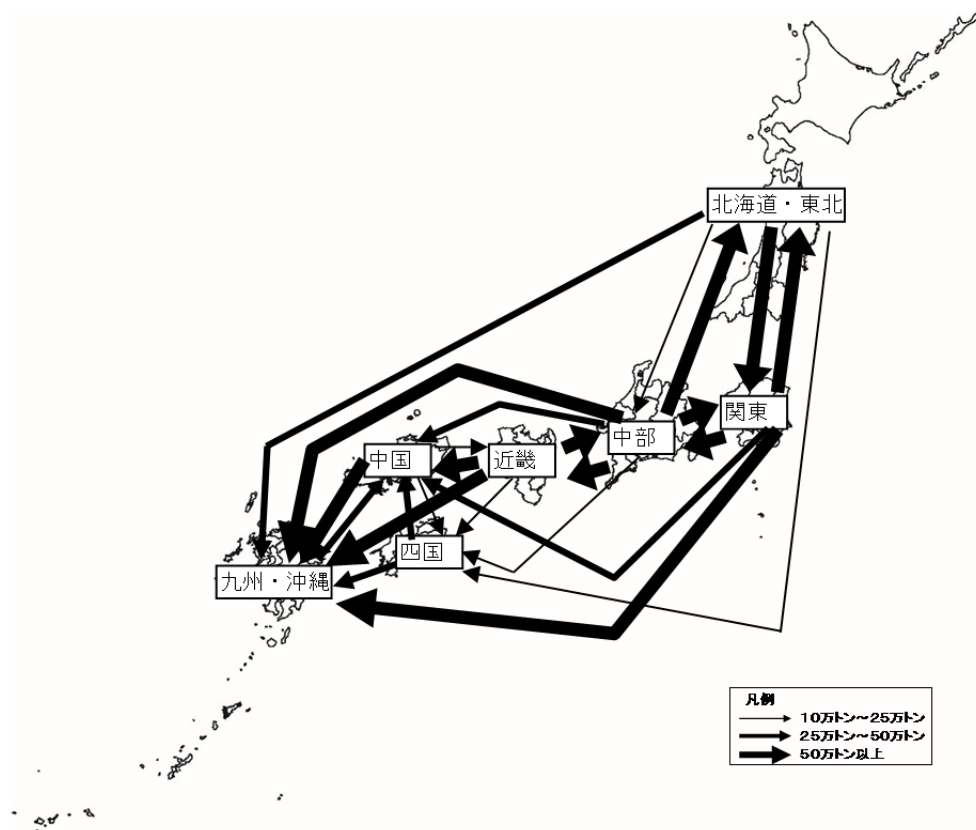 北海道・東北
関東
中部
中国
近畿
四国
九州・沖縄
凡例
10万トン～25万トン
25万トン～50万トン
50万トン以上